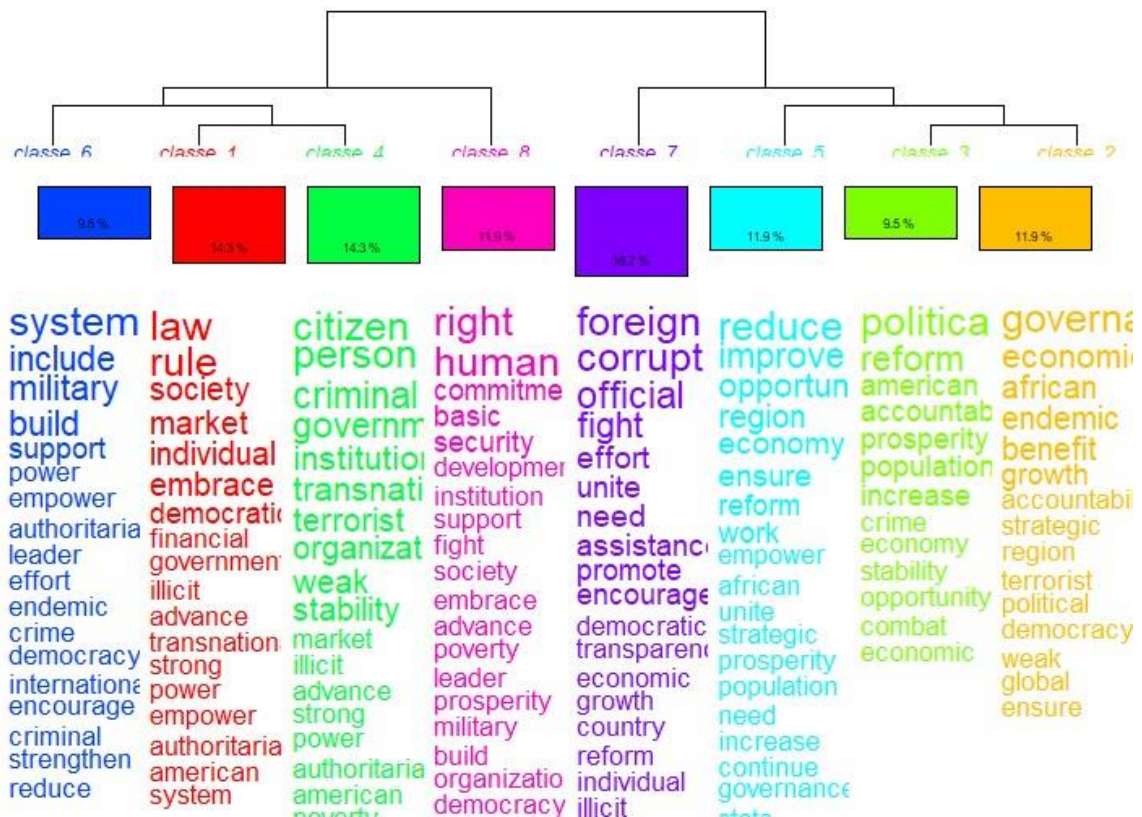 classe 6 classe 1 classe 4 classe 8 classe 7 classe 5 classe 3 classe 2
9.5 % 14.3 % 14.3 % 11.9 % 16.7 % 11.9 % 9.5 % 11.9 %
system
include
military
build
support
power
empower
authoritaria
leader
effort
endemic
crime
democracy
internationa
encourage
criminal
strengthen
reduce
law
rule
society
market
individual
embrace
democratic
financial
government
illicit
advance
transnation
strong
power
empower
authoritaria
american
system
citizen
person
criminal
governm
institution
transnati
terrorist
organizat
weak
stability
market
illicit
advance
strong
power
authoritaria
american
poverty
right
human
commitme
basic
security
developmen
institution
support
fight
society
embrace
advance
poverty
leader
prosperity
military
build
organizatio
democracy
foreign
corrupt
official
fight
effort
unite
need
assistanc
promote
encourage
democratic
transparen
economic
growth
country
reform
individual
illicit
reduce
improve
opportun
region
economy
ensure
reform
work
empower
african
unite
strategic
prosperity
population
need
increase
continue
governance
state
politica
reform
american
accountab
prosperity
population
increase
crime
economy
stability
opportunity
combat
economic
governa
economic
african
endemic
benefit
growth
accountabil
strategic
region
terrorist
political
democracy
weak
global
ensure